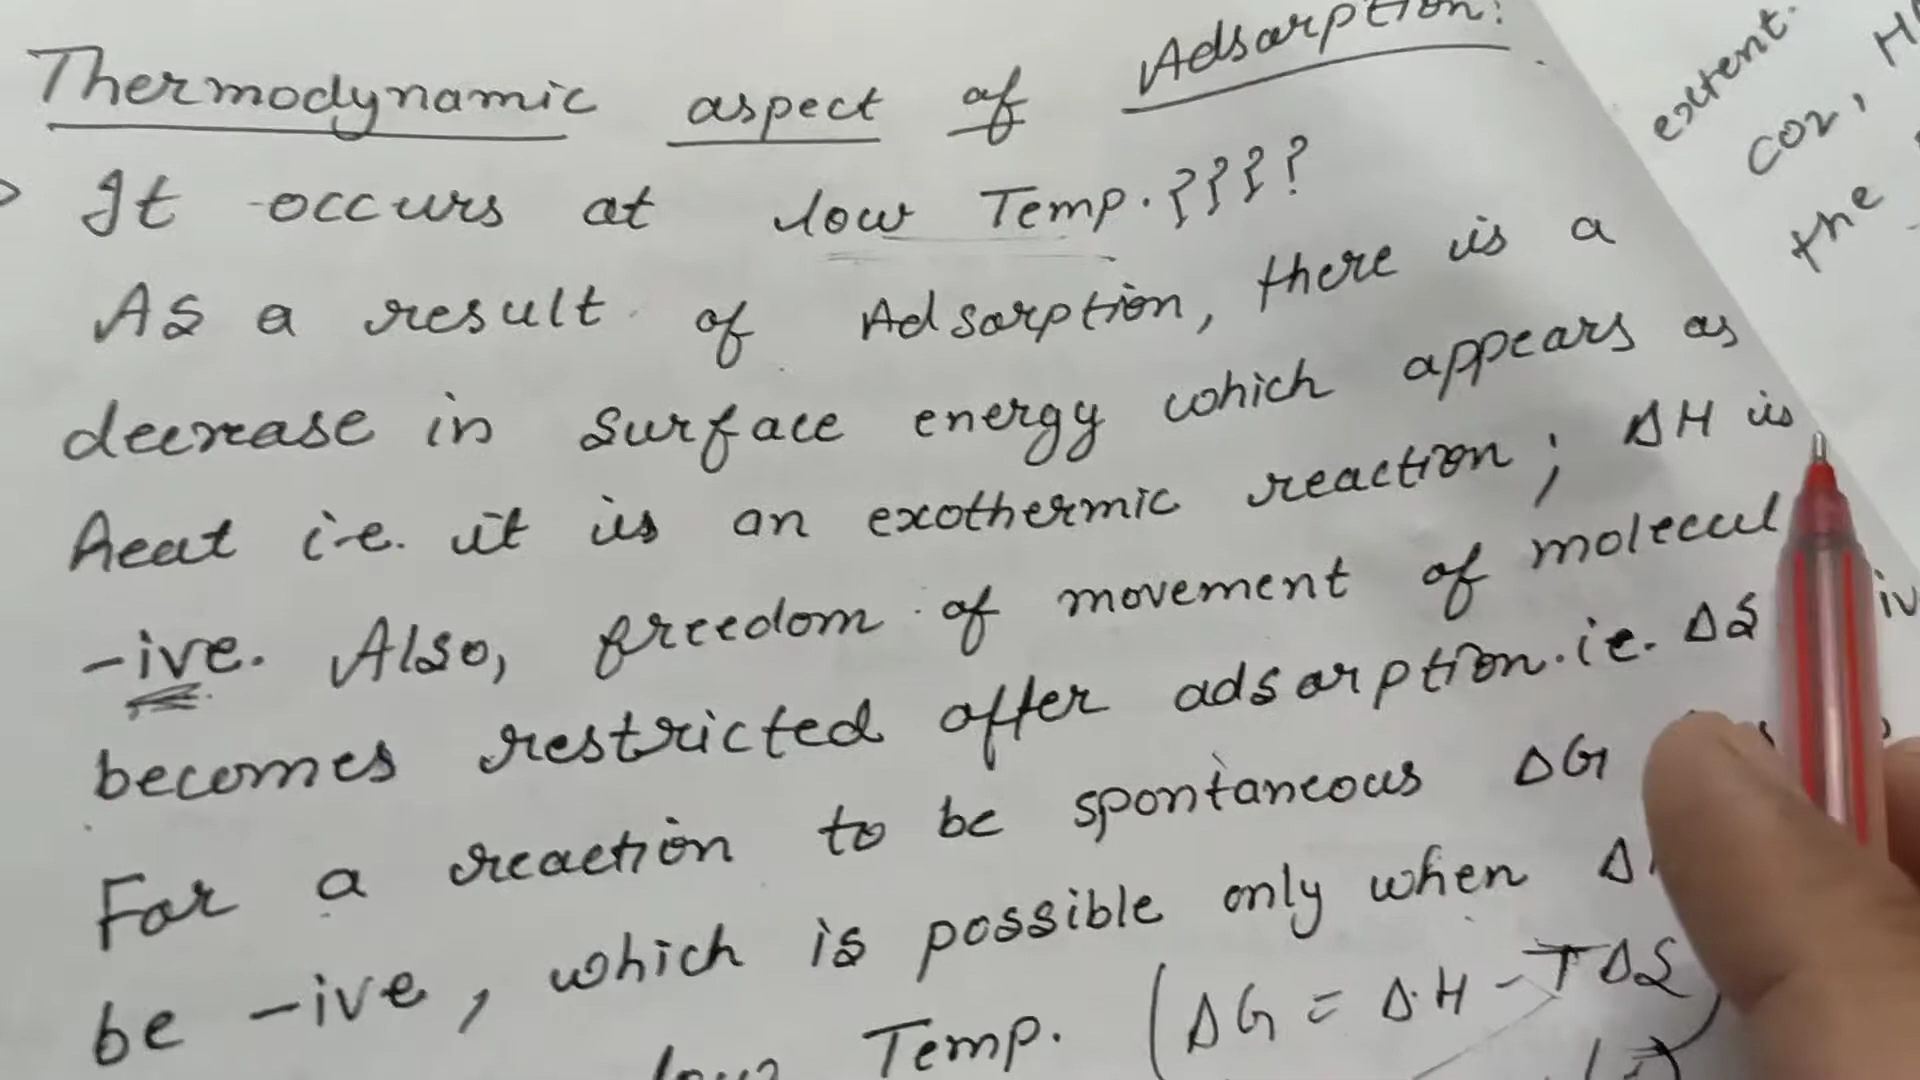 Thermodynamic aspect of Adsorption:
It occurs at low Temp. ????
As a result of Adsorption, there is a
decrease in surface energy which appears as
heat i.e. it is an exothermic reaction; ΔH is
-ive. Also, freedom of movement of molecul
becomes restricted after adsorption. i.e. ΔS iv
For a reaction to be spontaneous ΔG
be -ive, which is possible only when Δ
low Temp. (ΔG = ΔH - TΔS)
extent.
CO2, H
the